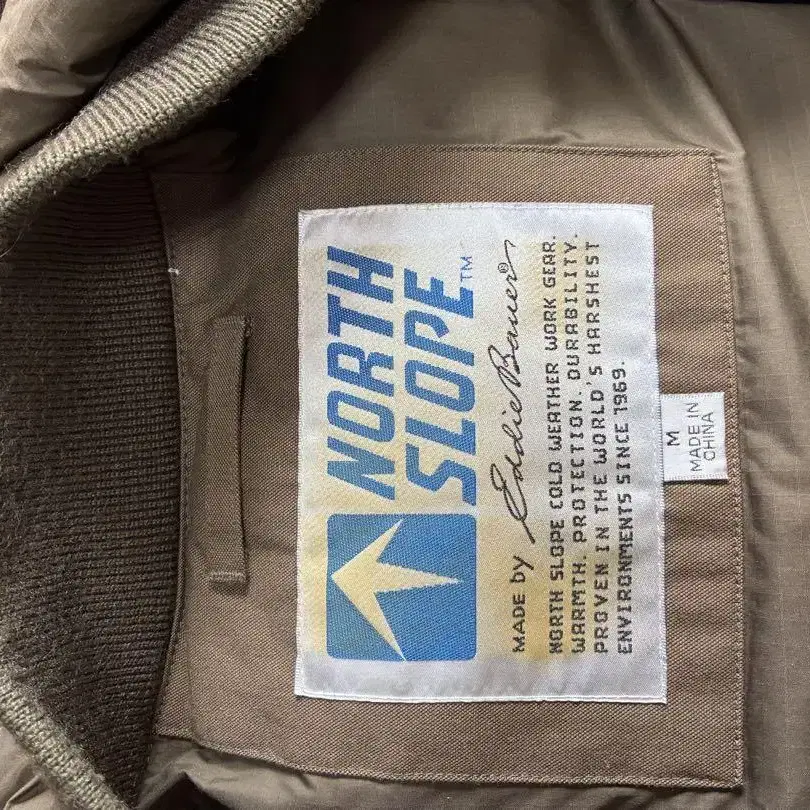 NORTH
SLOPE™
MADE by Eddie Bauer®
NORTH SLOPE COLD WEATHER WORK GEAR.
WARMTH. PROTECTION. DURABILITY.
PROVEN IN THE WORLD'S HARSHEST
ENVIRONMENTS SINCE 1969.
M
MADE IN
CHINA